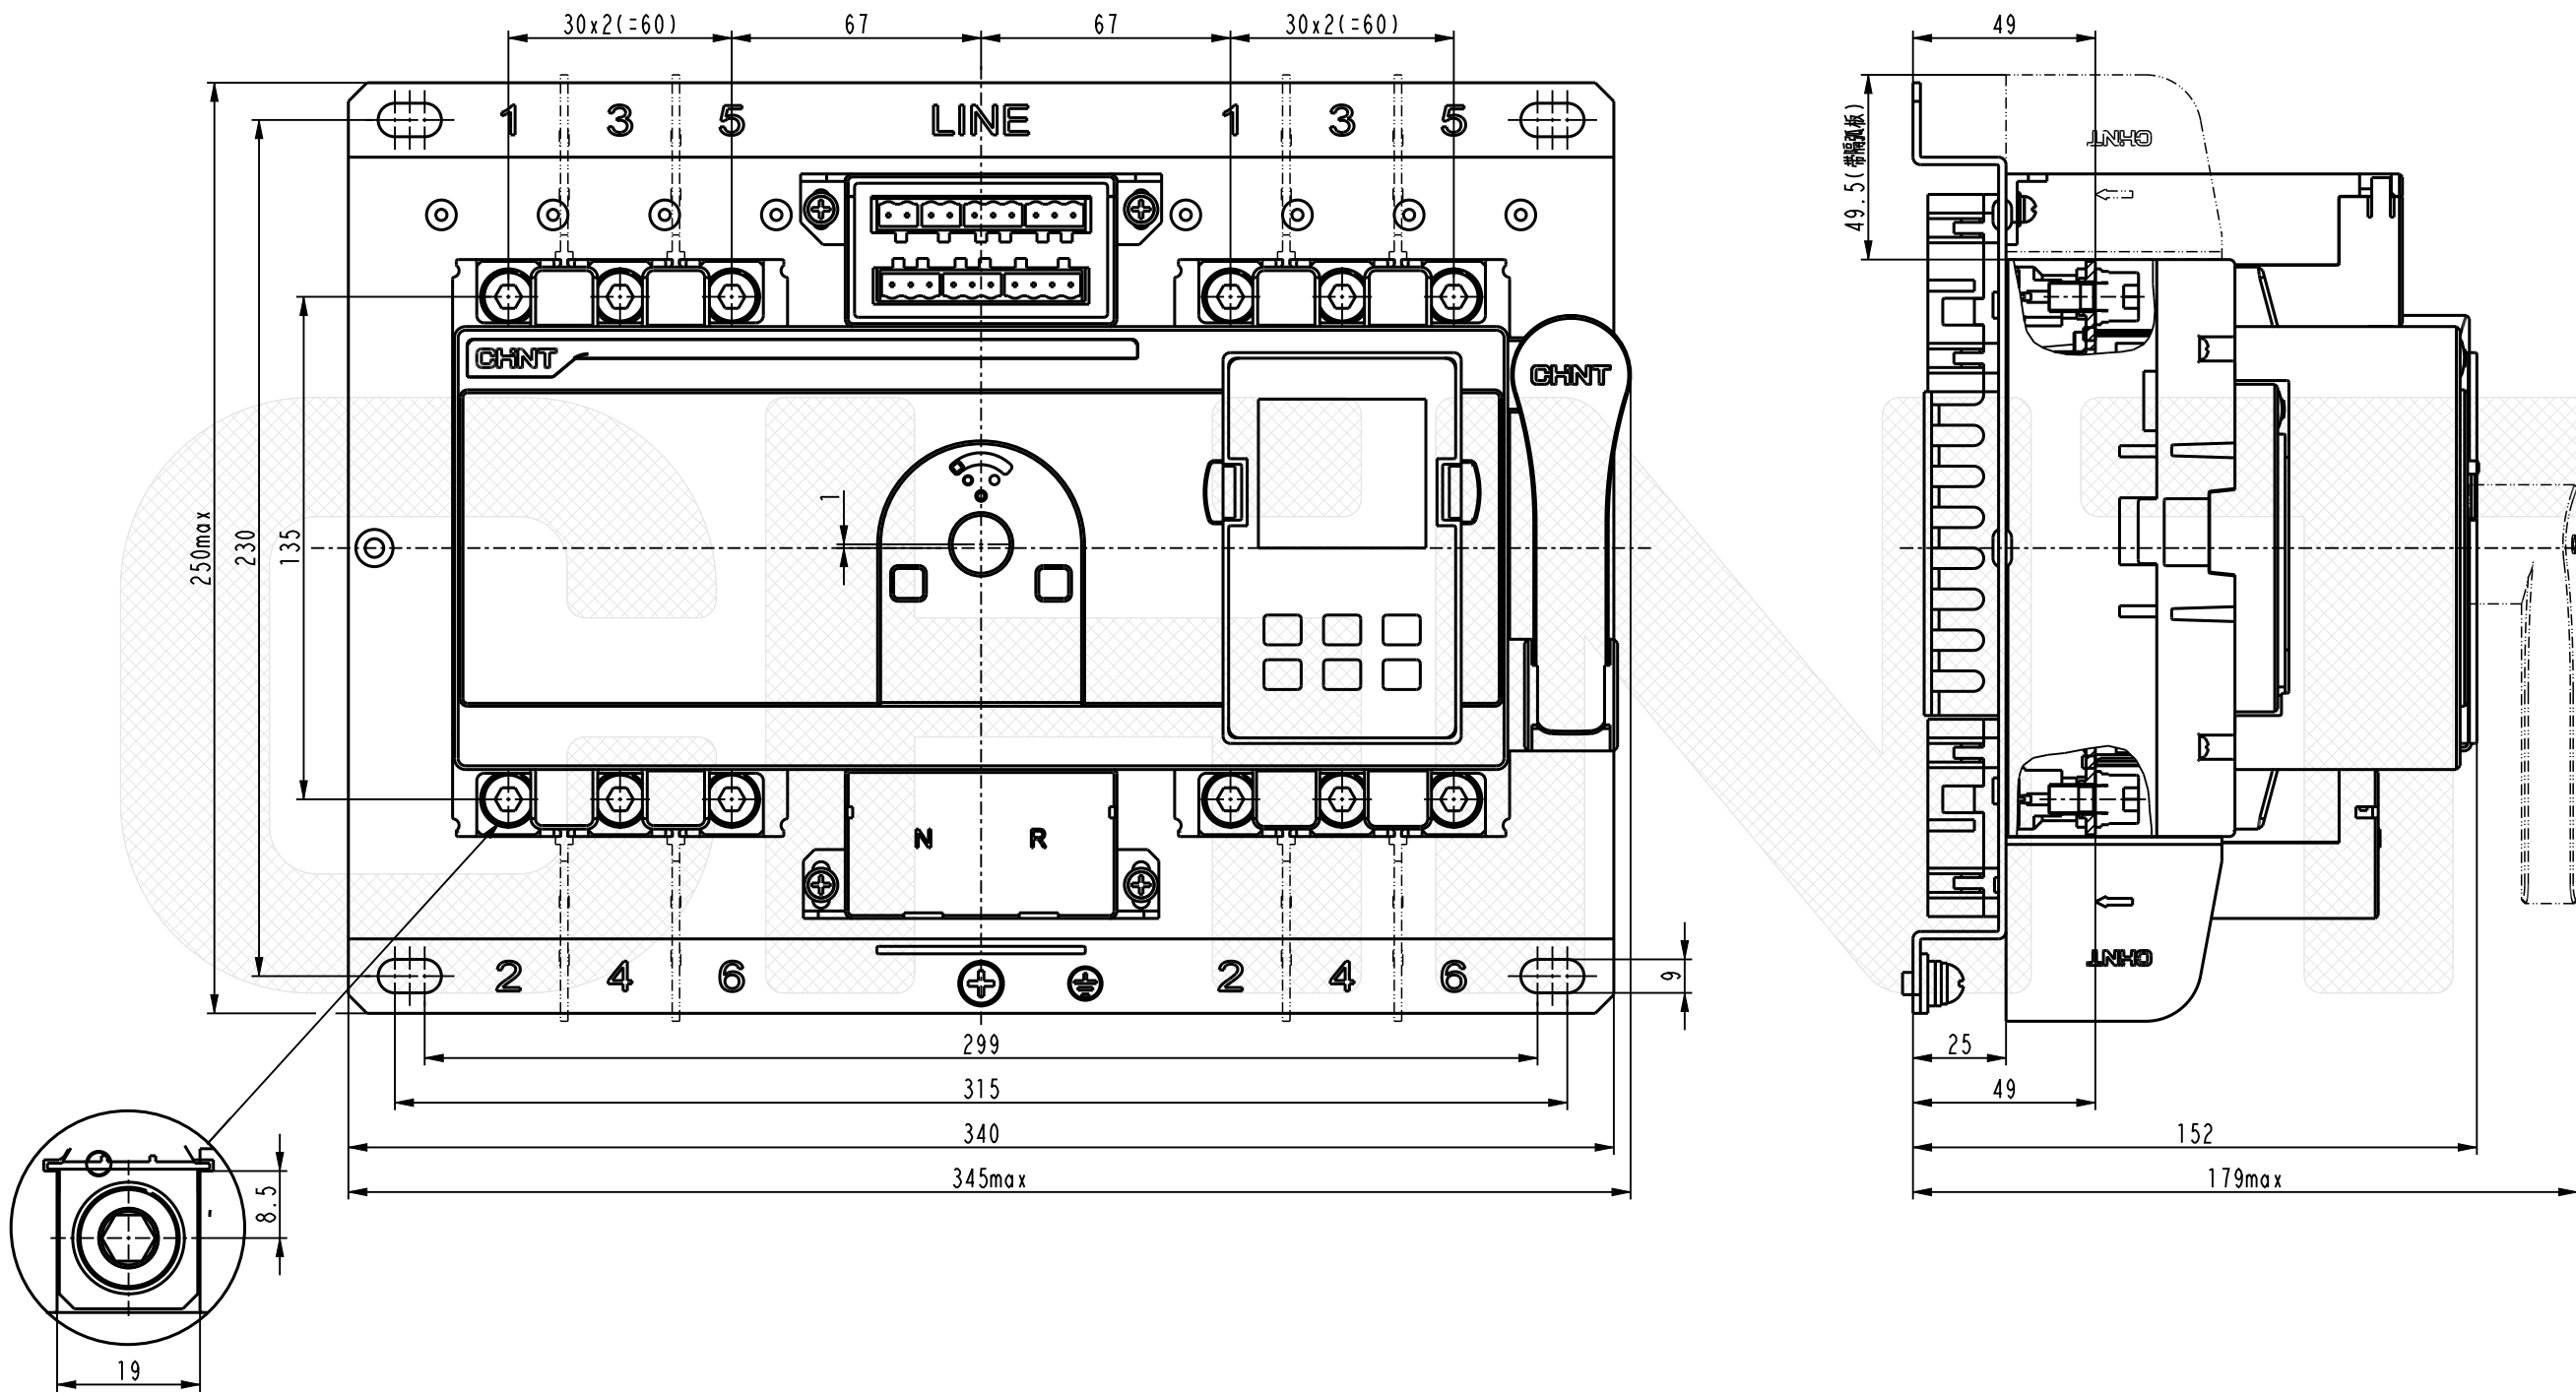 30x2(=60) 67 67 30x2(=60) 49
1 3 5 LINE 1 3 5
CHNT
49.5(带隔弧板)
CHNT
CHNT
250max
230
135
1
N R
2 4 6 2 4 6
9
CHNT
299
25
315
49
340
152
345max
179max
8.5
19